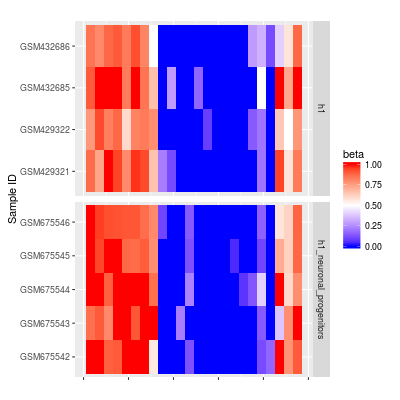 GSM432686
GSM432685
GSM429322
GSM429321
h1
GSM675546
GSM675545
GSM675544
GSM675543
GSM675542
h1_neuronal_progenitors
Sample ID
beta
1.00
0.75
0.50
0.25
0.00